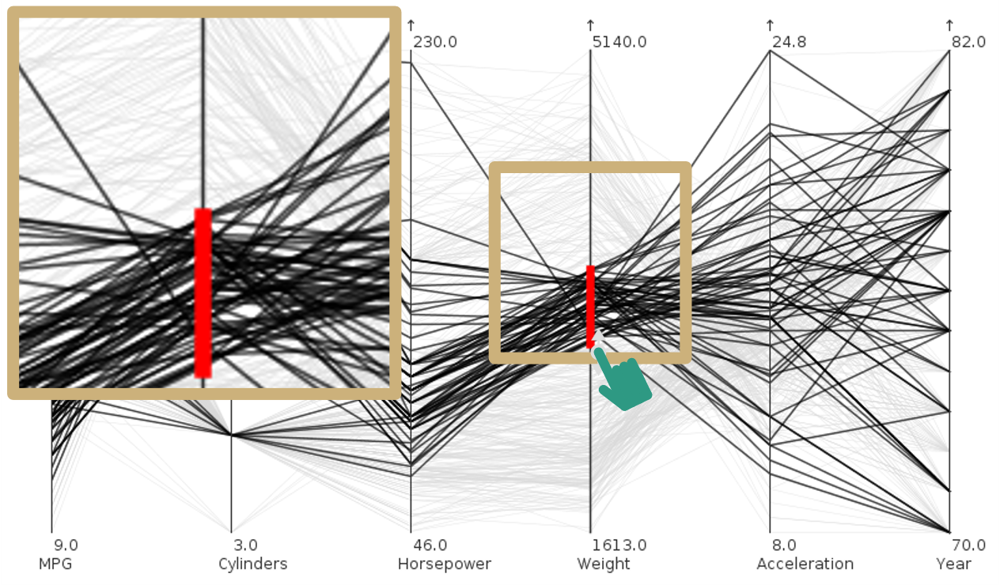 ↑ ↑ ↑ ↑
230.0 5140.0 24.8 82.0
9.0 3.0 46.0 1613.0 8.0 70.0
MPG Cylinders Horsepower Weight Acceleration Year